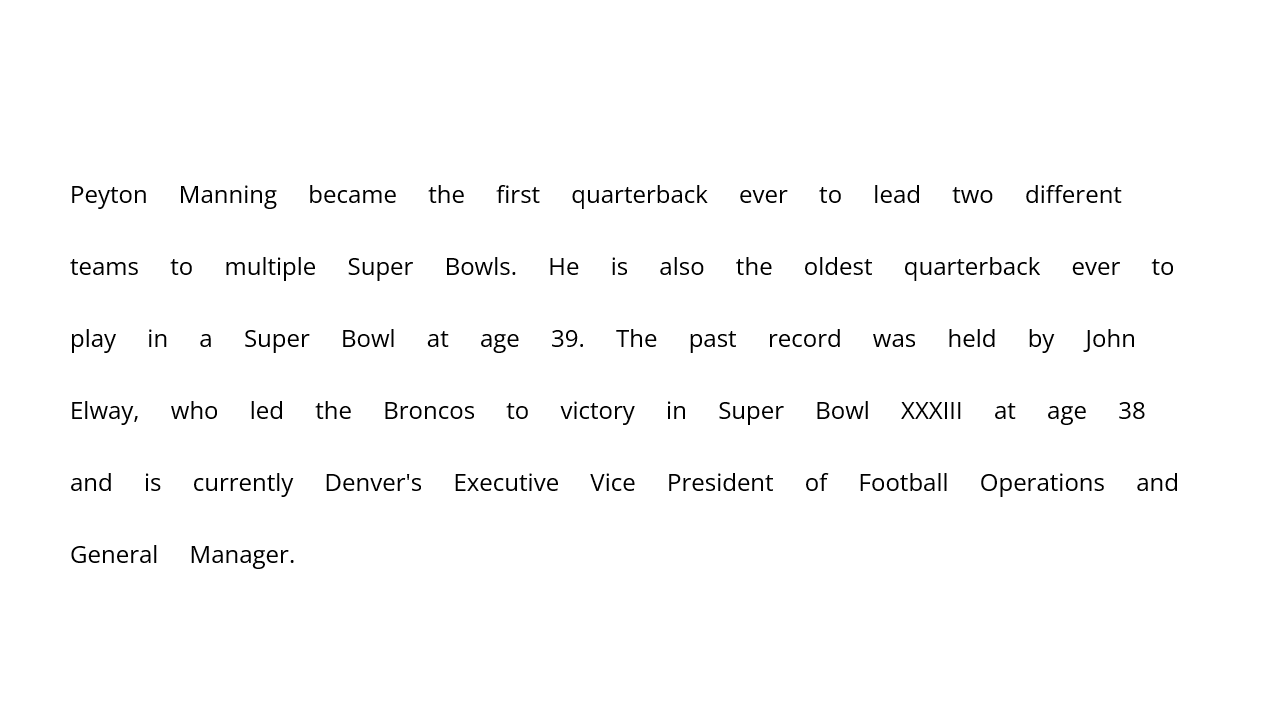 Peyton Manning became the first quarterback ever to lead two different
teams to multiple Super Bowls. He is also the oldest quarterback ever to
play in a Super Bowl at age 39. The past record was held by John
Elway, who led the Broncos to victory in Super Bowl XXXIII at age 38
and is currently Denver's Executive Vice President of Football Operations and
General Manager.